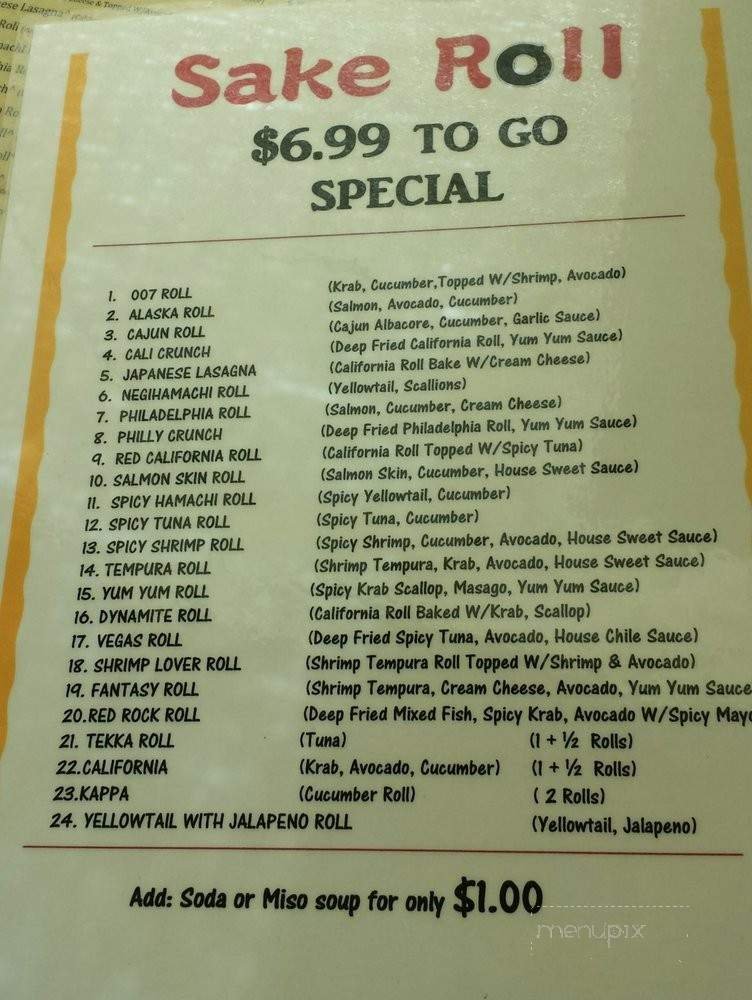 ese Lasagna
Sake Roll
$6.99 TO GO
SPECIAL
1. 007 ROLL (Krab, Cucumber,Topped W/Shrimp, Avocado)
2. ALASKA ROLL (Salmon, Avocado, Cucumber)
3. CAJUN ROLL (Cajun Albacore, Cucumber, Garlic Sauce)
4. CALI CRUNCH (Deep Fried California Roll, Yum Yum Sauce)
5. JAPANESE LASAGNA (California Roll Bake W/Cream Cheese)
6. NEGIHAMACHI ROLL (Yellowtail, Scallions)
7. PHILADELPHIA ROLL (Salmon, Cucumber, Cream Cheese)
8. PHILLY CRUNCH (Deep Fried Philadelphia Roll, Yum Yum Sauce)
9. RED CALIFORNIA ROLL (California Roll Topped W/Spicy Tuna)
10. SALMON SKIN ROLL (Salmon Skin, Cucumber, House Sweet Sauce)
11. SPICY HAMACHI ROLL (Spicy Yellowtail, Cucumber)
12. SPICY TUNA ROLL (Spicy Tuna, Cucumber)
13. SPICY SHRIMP ROLL (Spicy Shrimp, Cucumber, Avocado, House Sweet Sauce)
14. TEMPURA ROLL (Shrimp Tempura, Krab, Avocado, House Sweet Sauce)
15. YUM YUM ROLL (Spicy Krab Scallop, Masago, Yum Yum Sauce)
16. DYNAMITE ROLL (California Roll Baked W/Krab, Scallop)
17. VEGAS ROLL (Deep Fried Spicy Tuna, Avocado, House Chile Sauce)
18. SHRIMP LOVER ROLL (Shrimp Tempura Roll Topped W/Shrimp & Avocado)
19. FANTASY ROLL (Shrimp Tempura, Cream Cheese, Avocado, Yum Yum Sauce
20.RED ROCK ROLL (Deep Fried Mixed Fish, Spicy Krab, Avocado W/Spicy Mayo
21. TEKKA ROLL (Tuna) (1 + ½ Rolls)
22.CALIFORNIA (Krab, Avocado, Cucumber) (1 + ½ Rolls)
23.KAPPA (Cucumber Roll) ( 2 Rolls)
24. YELLOWTAIL WITH JALAPENO ROLL (Yellowtail, Jalapeno)
Add: Soda or Miso soup for only $1.00
menupix